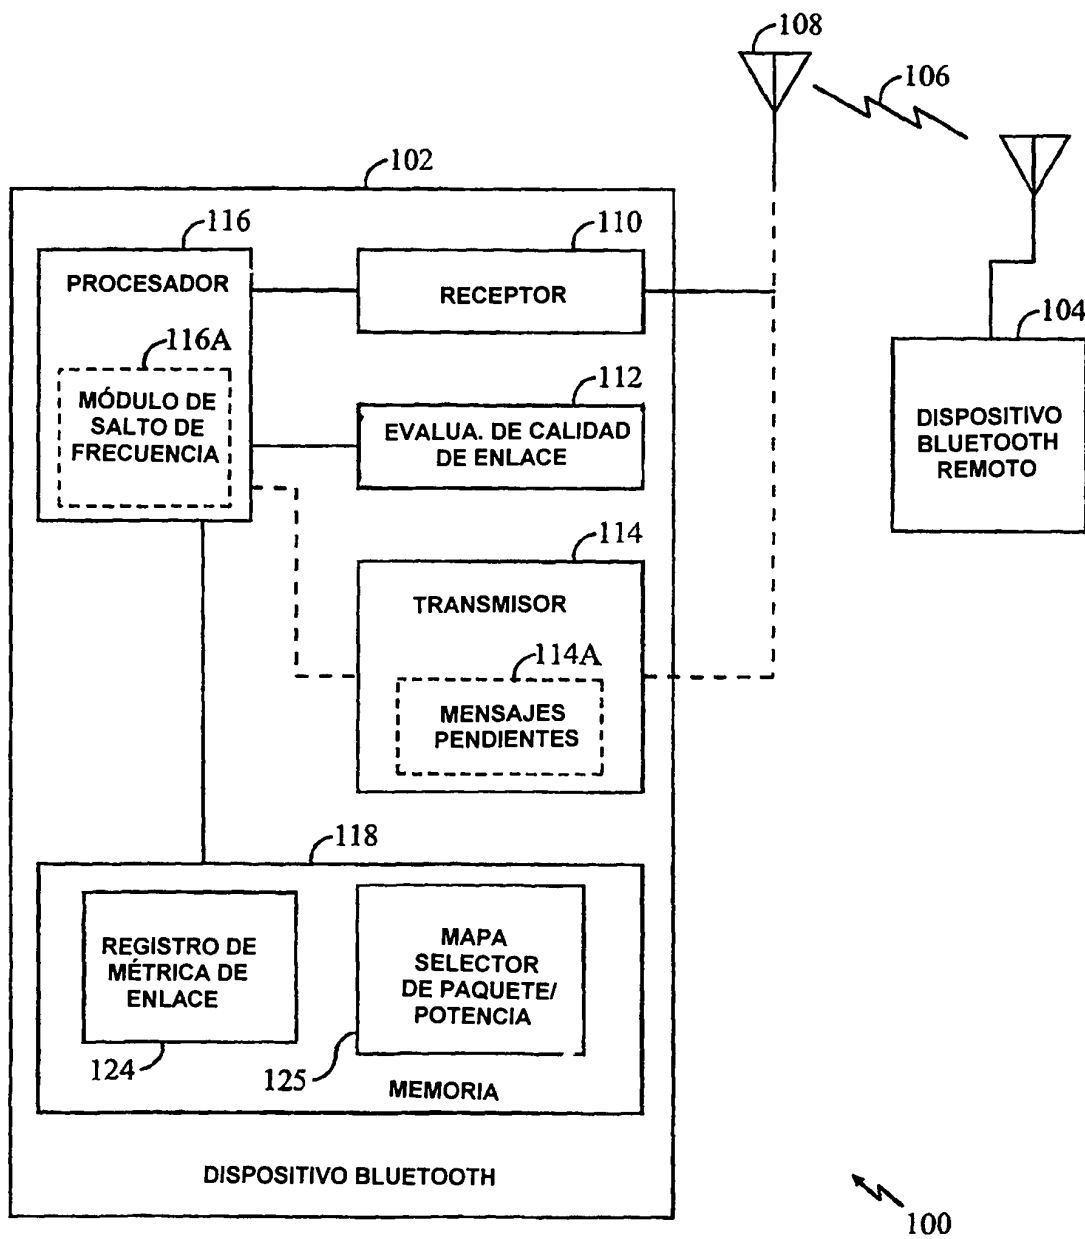 108
106
102
116
110
PROCESADOR
RECEPTOR
104
116A
MÓDULO DE
SALTO DE
FRECUENCIA
112
EVALUA. DE CALIDAD
DE ENLACE
DISPOSITIVO
BLUETOOTH
REMOTO
114
TRANSMISOR
114A
MENSAJES
PENDIENTES
118
REGISTRO DE
MÉTRICA DE
ENLACE
124
MAPA
SELECTOR
DE PAQUETE/
POTENCIA
125
MEMORIA
DISPOSITIVO BLUETOOTH
100